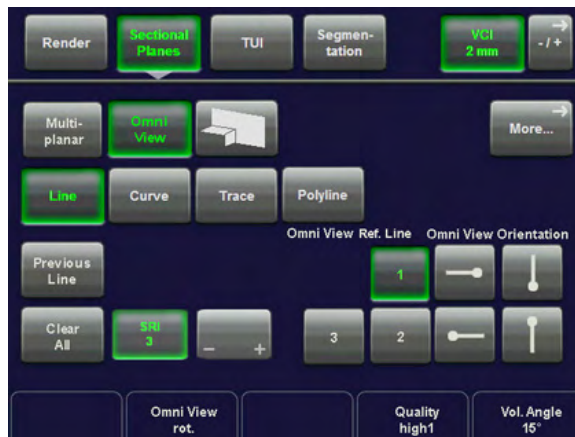 Render
Sectional
Planes
TUI
Segmen-
tation
VCI
2 mm
- / +
Multi-
planar
Omni
View
More...
Line
Curve
Trace
Polyline
Omni View Ref. Line
Omni View Orientation
Previous
Line
1
Clear
All
SRI
3
- +
3
2
Omni View
rot.
Quality
high1
Vol. Angle
15°